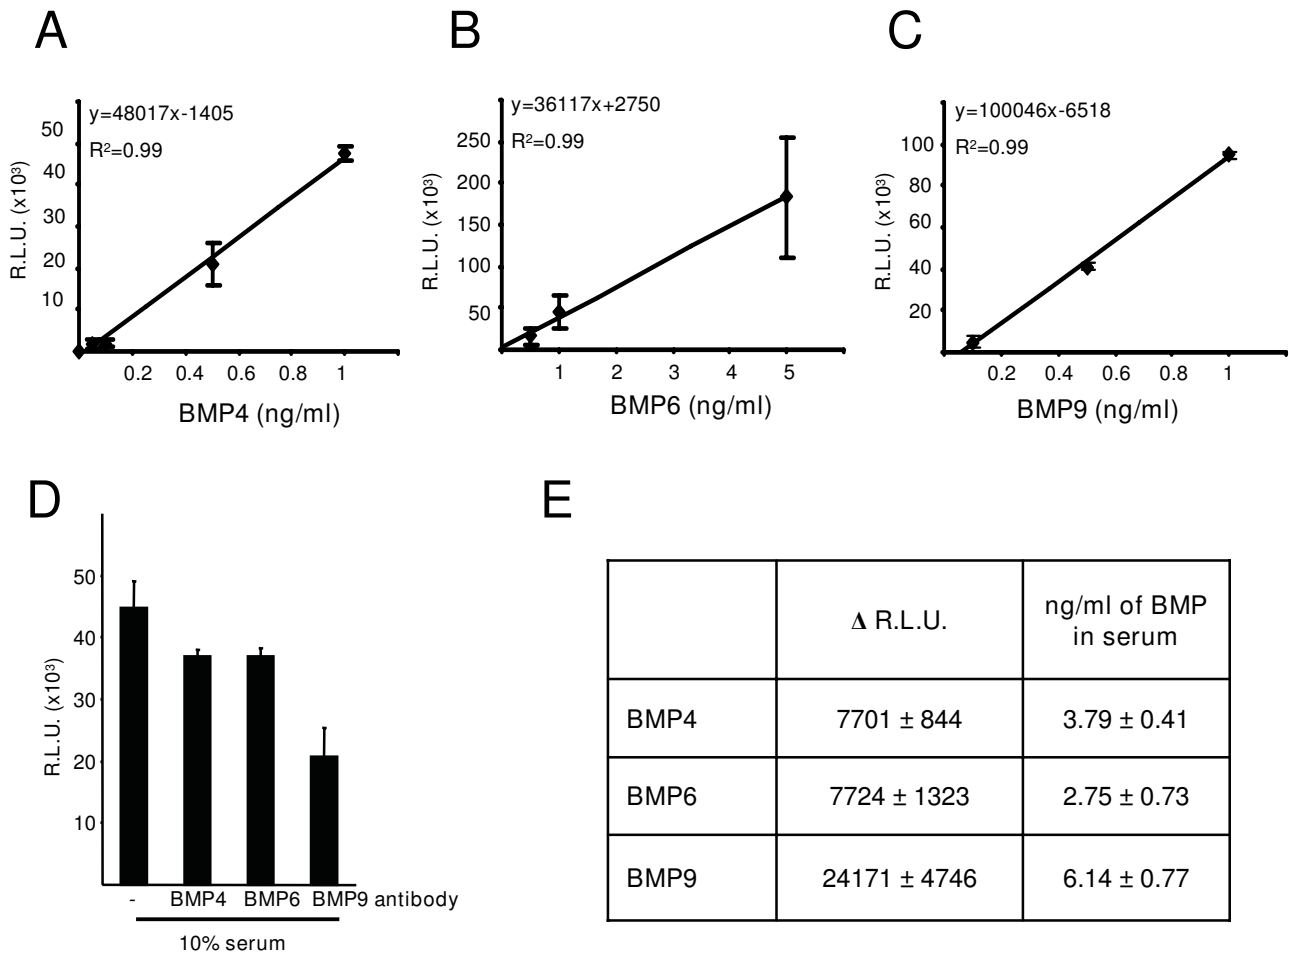 A
y=48017x-1405
R²=0.99
50
40
30
20
10
R.L.U. (x10³)
0.2 0.4 0.6 0.8 1
BMP4 (ng/ml)
B
y=36117x+2750
R²=0.99
250
200
150
100
50
R.L.U. (x10³)
1 2 3 4 5
BMP6 (ng/ml)
C
y=100046x-6518
R²=0.99
100
80
60
40
20
R.L.U. (x10³)
0.2 0.4 0.6 0.8 1
BMP9 (ng/ml)
D
50
40
30
20
10
R.L.U. (x10³)
- BMP4 BMP6 BMP9 antibody
10% serum
E
Δ R.L.U.
ng/ml of BMP
in serum
BMP4 7701 ± 844 3.79 ± 0.41
BMP6 7724 ± 1323 2.75 ± 0.73
BMP9 24171 ± 4746 6.14 ± 0.77